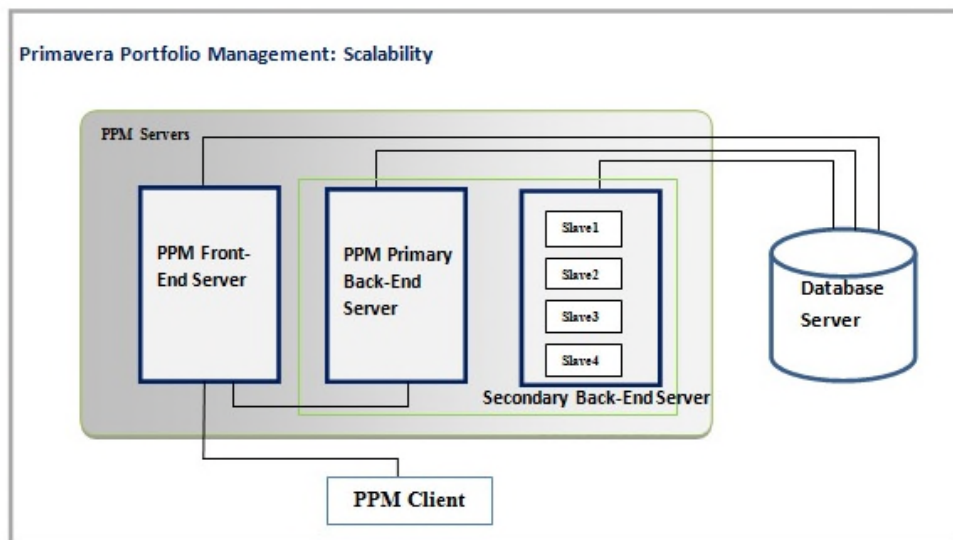 Primavera Portfolio Management: Scalability
PPM Servers
PPM Front-
End Server
PPM Primary
Back-End
Server
Slave1
Slave2
Slave3
Slave4
Secondary Back-End Server
Database
Server
PPM Client